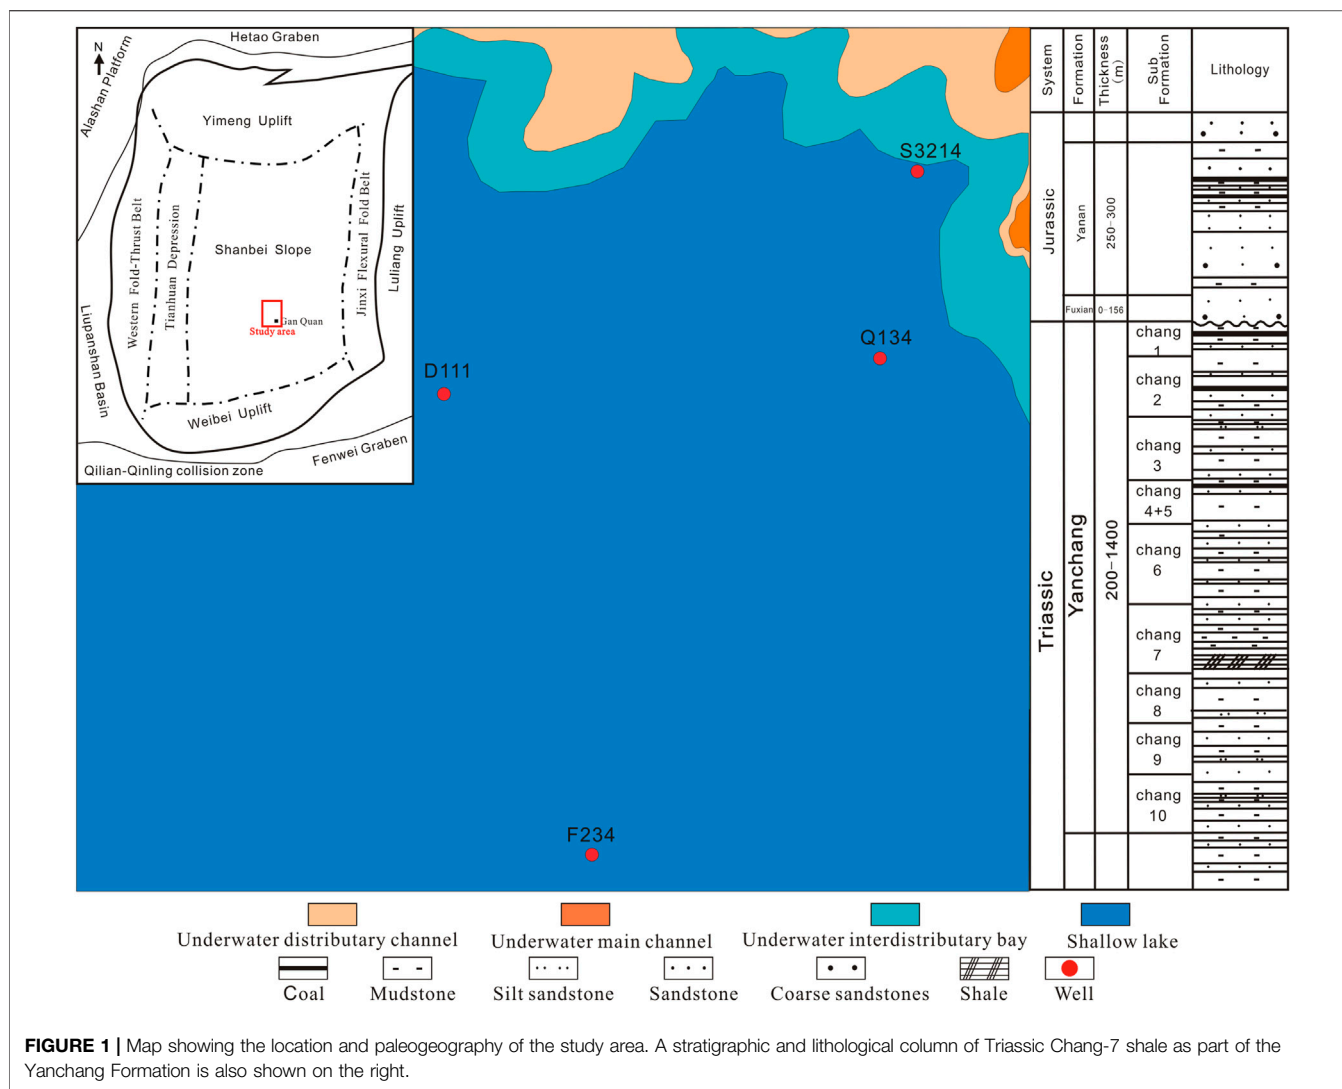 N
Hetao Graben
Alashan Platform
Yimeng Uplift
Western Fold-Thrust Belt
Tianhuan Depression
Shanbei Slope
Jinxi Flexural Fold Belt
Luliang Uplift
Liupanshan Basin
Gan Quan
Study area
Weibei Uplift
Fenwei Graben
Qilian-Qinling collision zone
S3214
Q134
D111
F234
System
Formation
Thickness
(m)
Sub
Formation
Lithology
Jurassic
Yanan
250-300
Fuxian
0-156
Triassic
Yanchang
200-1400
chang
1
chang
2
chang
3
chang
4+5
chang
6
chang
7
chang
8
chang
9
chang
10
Underwater distributary channel
Underwater main channel
Underwater interdistributary bay
Shallow lake
Coal
Mudstone
Silt sandstone
Sandstone
Coarse sandstones
Shale
Well
FIGURE 1 | Map showing the location and paleogeography of the study area. A stratigraphic and lithological column of Triassic Chang-7 shale as part of the
Yanchang Formation is also shown on the right.